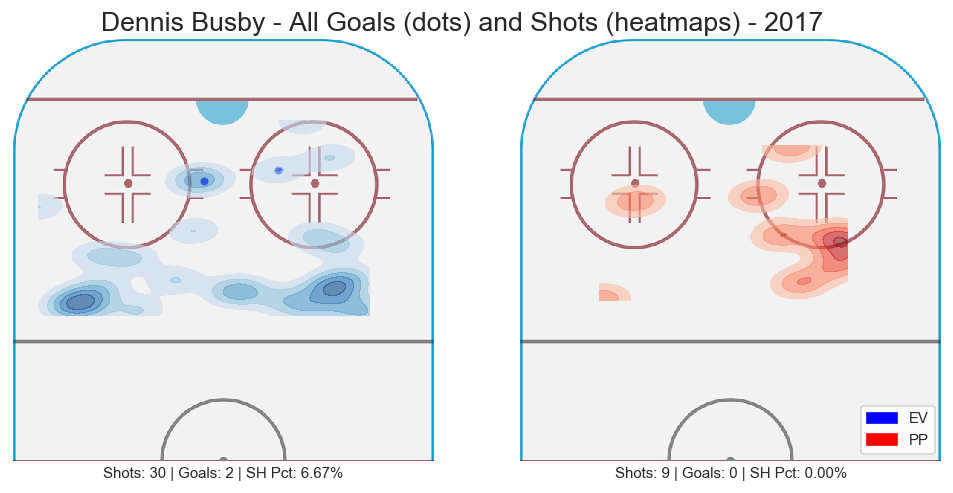 Dennis Busby - All Goals (dots) and Shots (heatmaps) - 2017
EV
PP
Shots: 30 | Goals: 2 | SH Pct: 6.67%
Shots: 9 | Goals: 0 | SH Pct: 0.00%